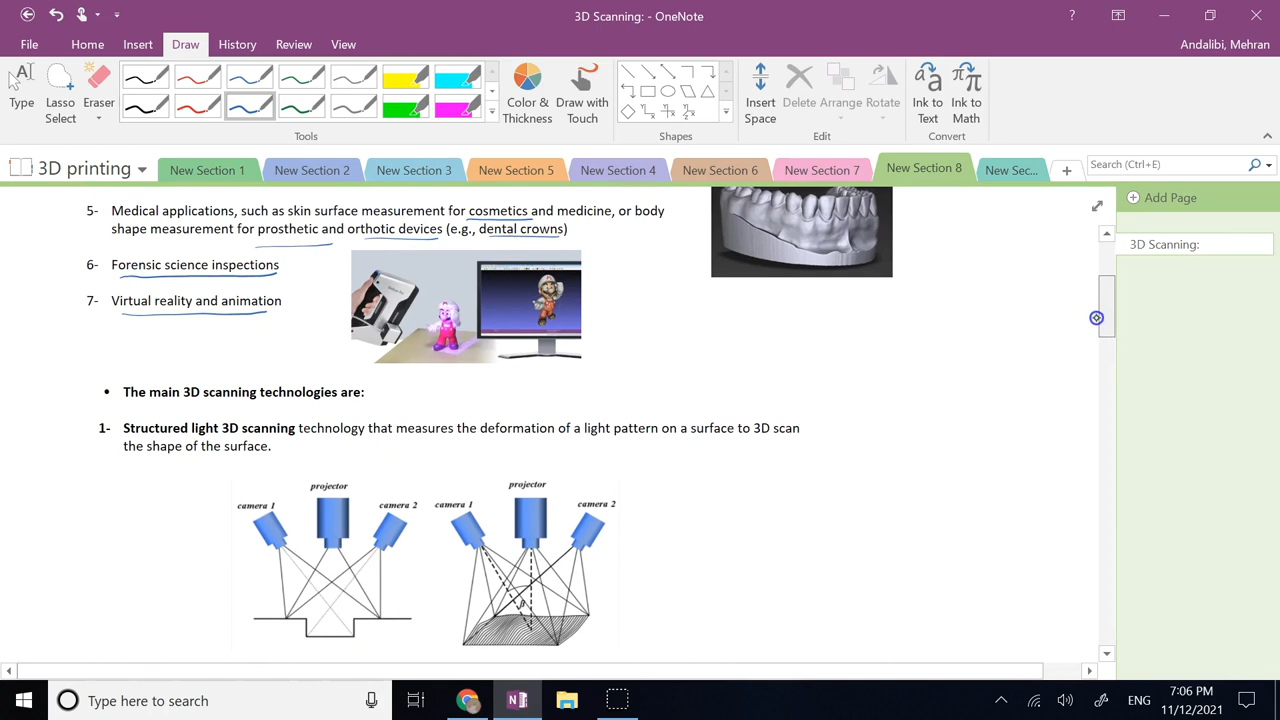 3D Scanning: - OneNote
?
File
Home
Insert
Draw
History
Review
View
Andalibi, Mehran
Type
Lasso
Select
Eraser
Color &
Thickness
Draw with
Touch
Insert
Space
Delete
Arrange
Rotate
Ink to
Text
Ink to
Math
Tools
Shapes
Edit
Convert
3D printing
New Section 1
New Section 2
New Section 3
New Section 5
New Section 4
New Section 6
New Section 7
New Section 8
New Sec...
Search (Ctrl+E)
Add Page
3D Scanning:
5- Medical applications, such as skin surface measurement for cosmetics and medicine, or body
shape measurement for prosthetic and orthotic devices (e.g., dental crowns)
6- Forensic science inspections
7- Virtual reality and animation
• The main 3D scanning technologies are:
1- Structured light 3D scanning technology that measures the deformation of a light pattern on a surface to 3D scan
the shape of the surface.
projector
camera 1
camera 2
projector
camera 1
camera 2
β
Type here to search
ENG
7:06 PM
11/12/2021